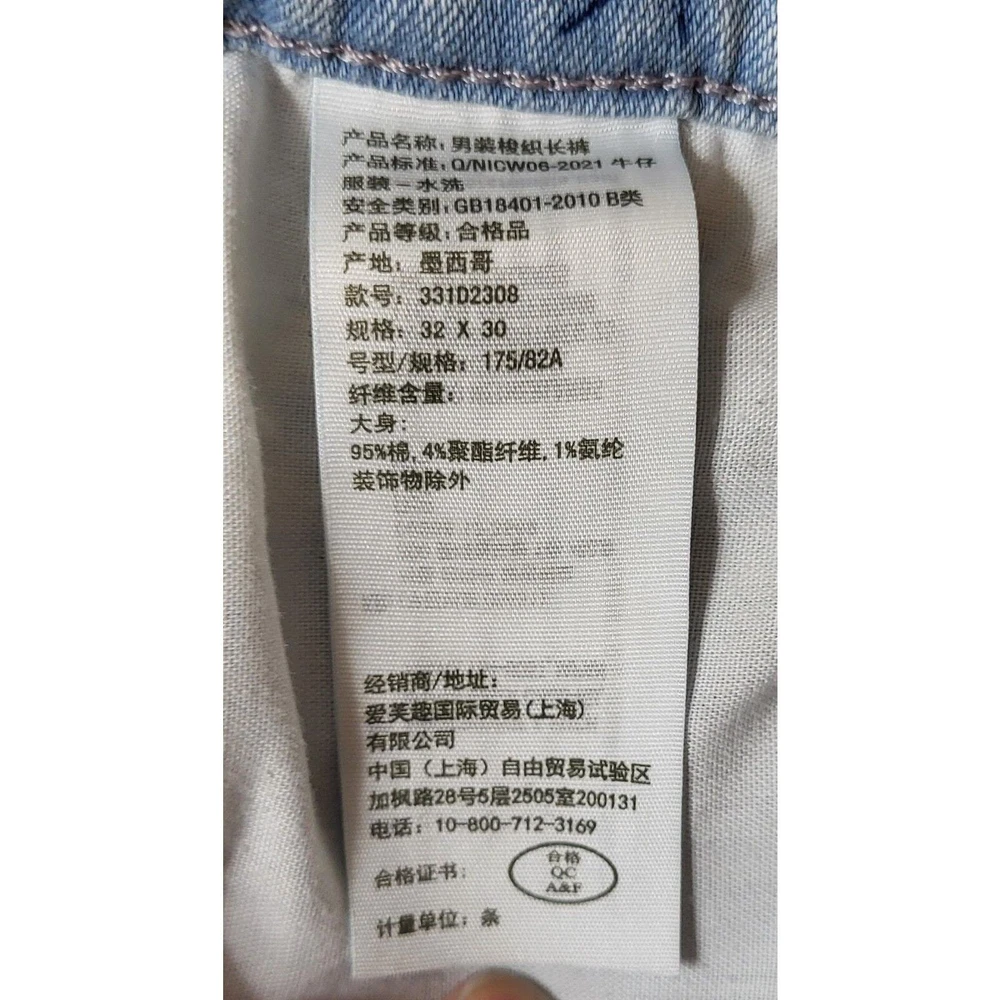 产品名称：男装梭织长裤
产品标准：Q/NICW06-2021 牛仔
服装－水洗
安全类别：GB18401-2010 B类
产品等级：合格品
产地：墨西哥
款号：331D2308
规格：32 X 30
号型/规格：175/82A
纤维含量：
大身：
95%棉,4%聚酯纤维,1%氨纶
装饰物除外
经销商/地址：
爱芙趣国际贸易(上海)
有限公司
中国（上海）自由贸易试验区
加枫路28号5层2505室200131
电话：10-800-712-3169
合格证书：
合格
QC
A&F
计量单位：条